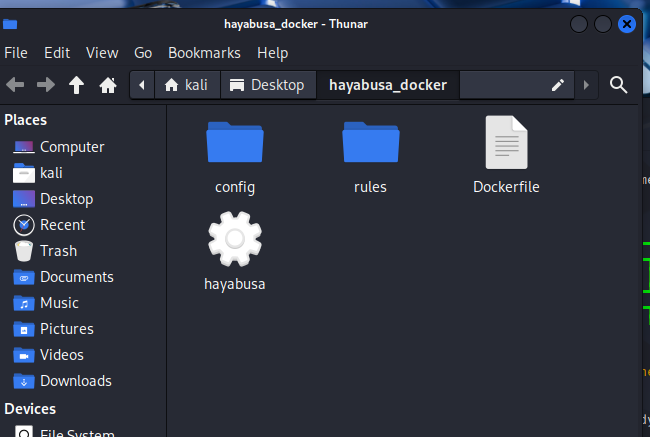 hayabusa_docker - Thunar
File Edit View Go Bookmarks Help
kali Desktop hayabusa_docker
Places
Computer
kali
Desktop
Recent
Trash
Documents
Music
Pictures
Videos
Downloads
Devices
File System
config rules Dockerfile
hayabusa